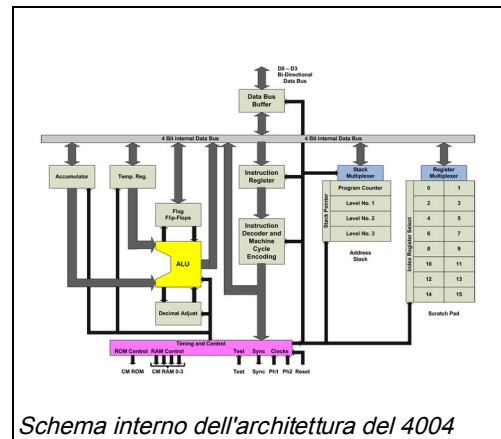 D0 – D3
Bi-Directional
Data Bus
Data Bus
Buffer
4 Bit internal Data Bus
4 Bit internal Data Bus
Accumulator
Temp. Reg.
Flag
Flip-Flops
ALU
Decimal Adjust
Instruction
Register
Instruction
Decoder and
Machine
Cycle
Encoding
Stack
Multiplexer
Stack Pointer
Program Counter
Level No. 1
Level No. 2
Level No. 3
Address
Stack
Register
Multiplexer
Index Register Select
0 1
2 3
4 5
6 7
8 9
10 11
12 13
14 15
Scratch Pad
Timing and Control
ROM Control RAM Control Test Sync Clocks
CM ROM CM RAM 0-3 Test Sync Ph1 Ph2 Reset
Schema interno dell'architettura del 4004